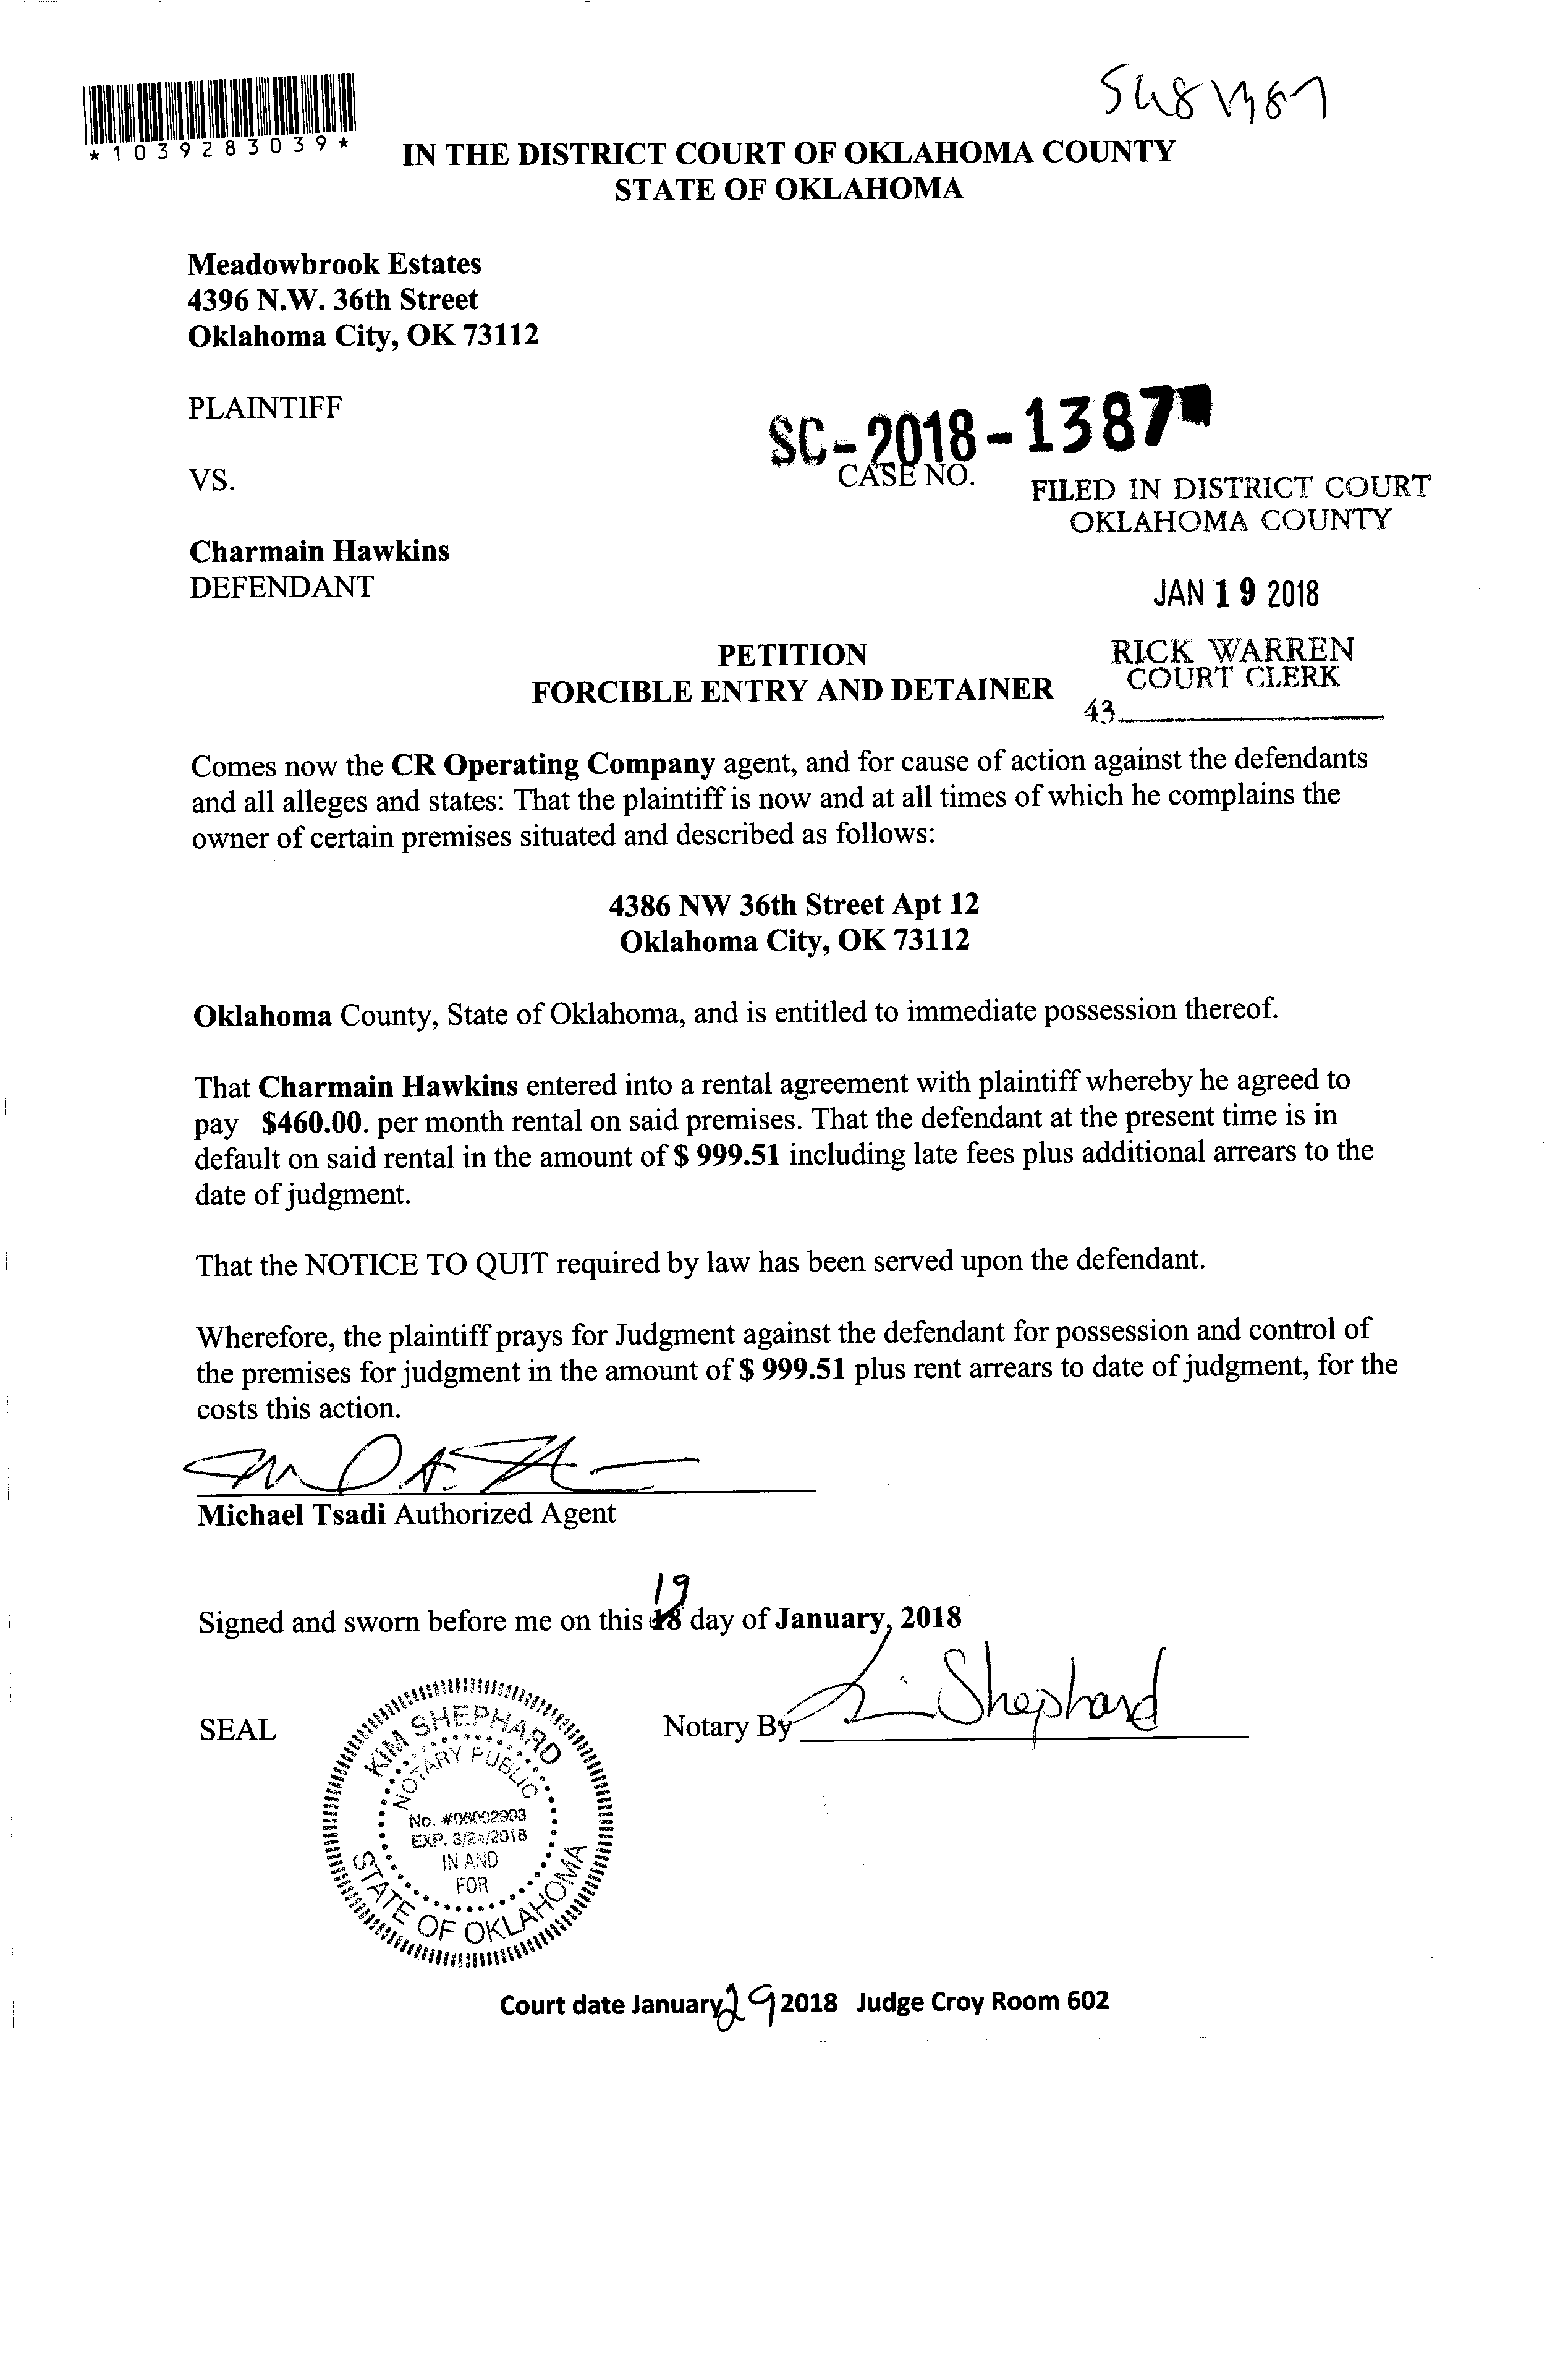 *1039283039*
IN THE DISTRICT COURT OF OKLAHOMA COUNTY
STATE OF OKLAHOMA
Meadowbrook Estates
4396 N.W. 36th Street
Oklahoma City, OK 73112
PLAINTIFF
SC-2018-1387
CASE NO.
VS.
FILED IN DISTRICT COURT
OKLAHOMA COUNTY
Charmain Hawkins
DEFENDANT
JAN 19 2018
PETITION
FORCIBLE ENTRY AND DETAINER
RICK WARREN
COURT CLERK
43
Comes now the CR Operating Company agent, and for cause of action against the defendants
and all alleges and states: That the plaintiff is now and at all times of which he complains the
owner of certain premises situated and described as follows:
4386 NW 36th Street Apt 12
Oklahoma City, OK 73112
Oklahoma County, State of Oklahoma, and is entitled to immediate possession thereof.
That Charmain Hawkins entered into a rental agreement with plaintiff whereby he agreed to
pay $460.00. per month rental on said premises. That the defendant at the present time is in
default on said rental in the amount of $ 999.51 including late fees plus additional arrears to the
date of judgment.
That the NOTICE TO QUIT required by law has been served upon the defendant.
Wherefore, the plaintiff prays for Judgment against the defendant for possession and control of
the premises for judgment in the amount of $ 999.51 plus rent arrears to date of judgment, for the
costs this action.
Michael Tsadi Authorized Agent
19
Signed and sworn before me on this 18 day of January, 2018
SEAL
Notary By Kim Shephard
KIM SHEPHARD
NOTARY PUBLIC
No. #06002993
EXP. 3/24/2018
IN AND
FOR
STATE OF OKLAHOMA
Court date January 29 2018 Judge Croy Room 602